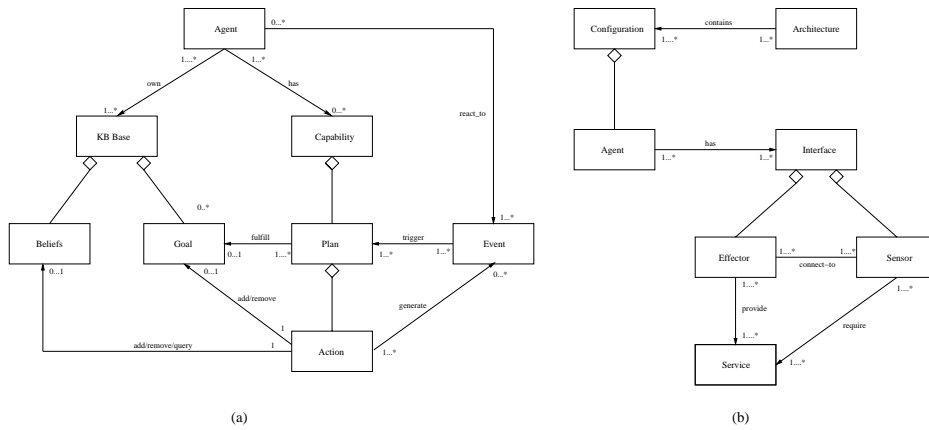 Agent
0...*
1....*
1...*
own
has
react_to
1...*
0...*
KB Base
Capability
0..*
1...*
Beliefs
Goal
fulfill
Plan
trigger
Event
0...1
0...1
1....*
1...*
1...*
0...1
0...*
add/remove
generate
1
add/remove/query
1
Action
1...*
(a)
Configuration
contains
Architecture
1....*
1...*
Agent
has
Interface
1...*
1...*
Effector
1....*
1....*
Sensor
connect-to
1....*
1....*
provide
require
1....*
Service
1....*
(b)